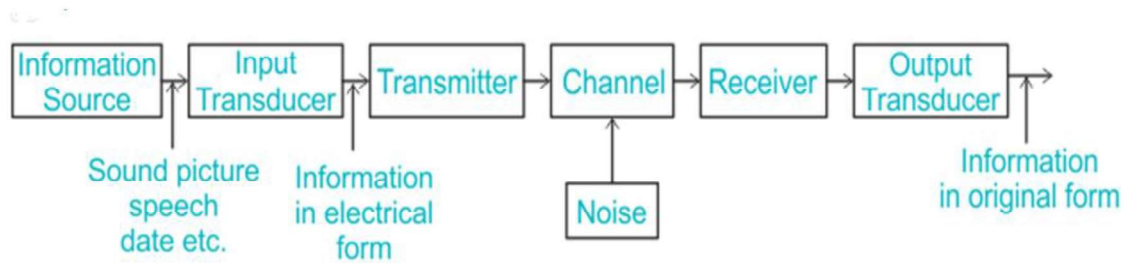 Information
Source
Input
Transducer
Transmitter
Channel
Receiver
Output
Transducer
Sound picture
speech
date etc.
Information
in electrical
form
Noise
Information
in original form